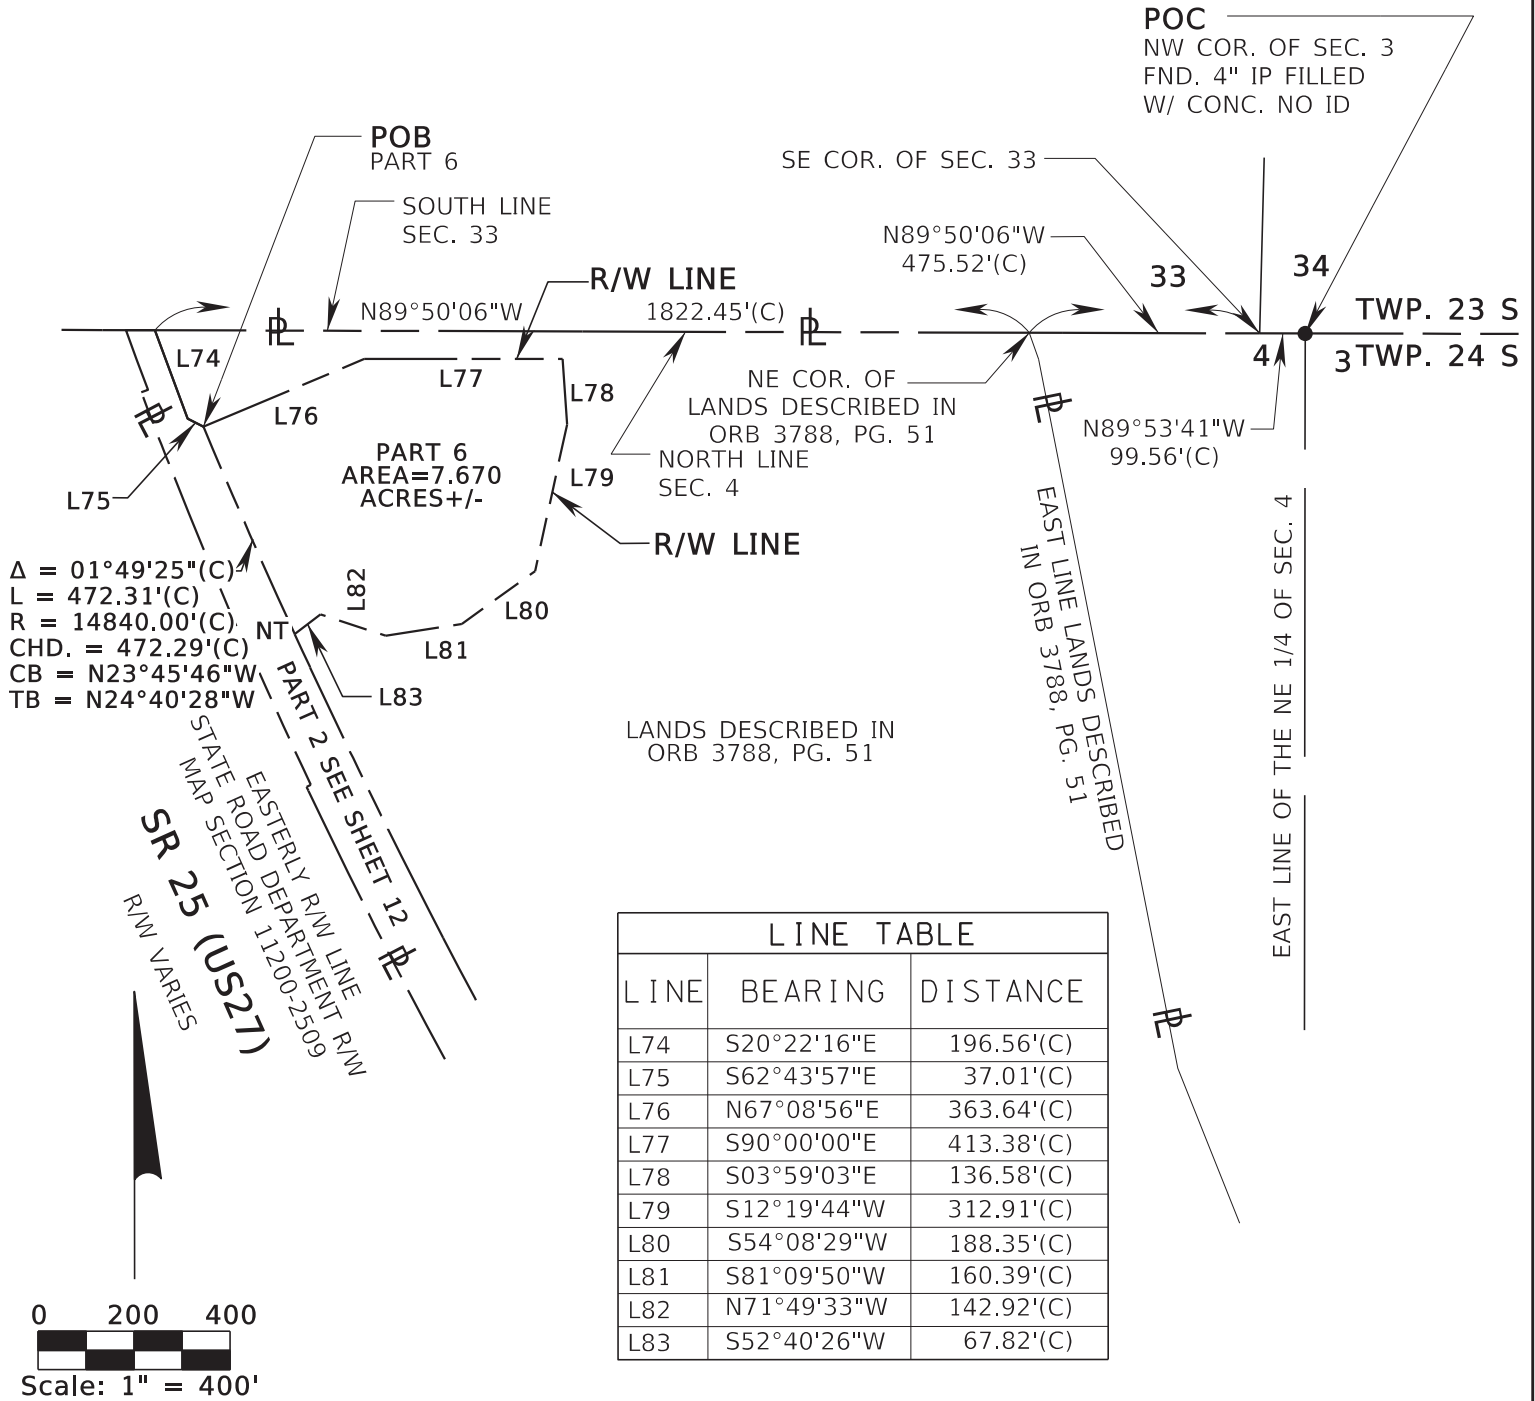 POC
NW COR. OF SEC. 3
FND. 4" IP FILLED
W/ CONC. NO ID
POB
PART 6
SE COR. OF SEC. 33
SOUTH LINE
SEC. 33
N89°50'06"W
475.52'(C)
33
34
R/W LINE
N89°50'06"W
1822.45'(C)
TWP. 23 S
PL
PL
4
3
TWP. 24 S
L74
L77
L78
NE COR. OF
LANDS DESCRIBED IN
ORB 3788, PG. 51
L76
PL
PL
N89°53'41"W
99.56'(C)
PART 6
AREA=7.670
ACRES+/-
NORTH LINE
SEC. 4
L79
L75
R/W LINE
EAST LINE LANDS DESCRIBED
IN ORB 3788, PG. 51
EAST LINE OF THE NE 1/4 OF SEC. 4
Δ = 01°49'25"(C)
L = 472.31'(C)
R = 14840.00'(C)
CHD. = 472.29'(C)
CB = N23°45'46"W
TB = N24°40'28"W
L82
L80
NT
L81
L83
PART 2 SEE SHEET 12
LANDS DESCRIBED IN
ORB 3788, PG. 51
EASTERLY R/W LINE
STATE ROAD DEPARTMENT R/W
MAP SECTION 11200-2509
SR 25 (US27)
R/W VARIES
PL
PL
LINE TABLE
LINE BEARING DISTANCE
L74 S20°22'16"E 196.56'(C)
L75 S62°43'57"E 37.01'(C)
L76 N67°08'56"E 363.64'(C)
L77 S90°00'00"E 413.38'(C)
L78 S03°59'03"E 136.58'(C)
L79 S12°19'44"W 312.91'(C)
L80 S54°08'29"W 188.35'(C)
L81 S81°09'50"W 160.39'(C)
L82 N71°49'33"W 142.92'(C)
L83 S52°40'26"W 67.82'(C)
0 200 400
Scale: 1" = 400'